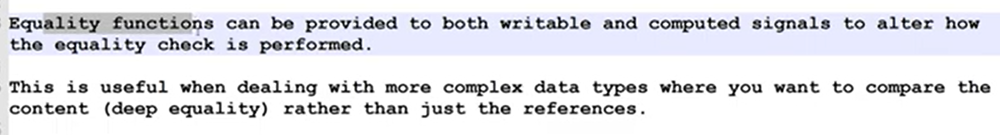 Equality functions can be provided to both writable and computed signals to alter how
the equality check is performed.
This is useful when dealing with more complex data types where you want to compare the
content (deep equality) rather than just the references.